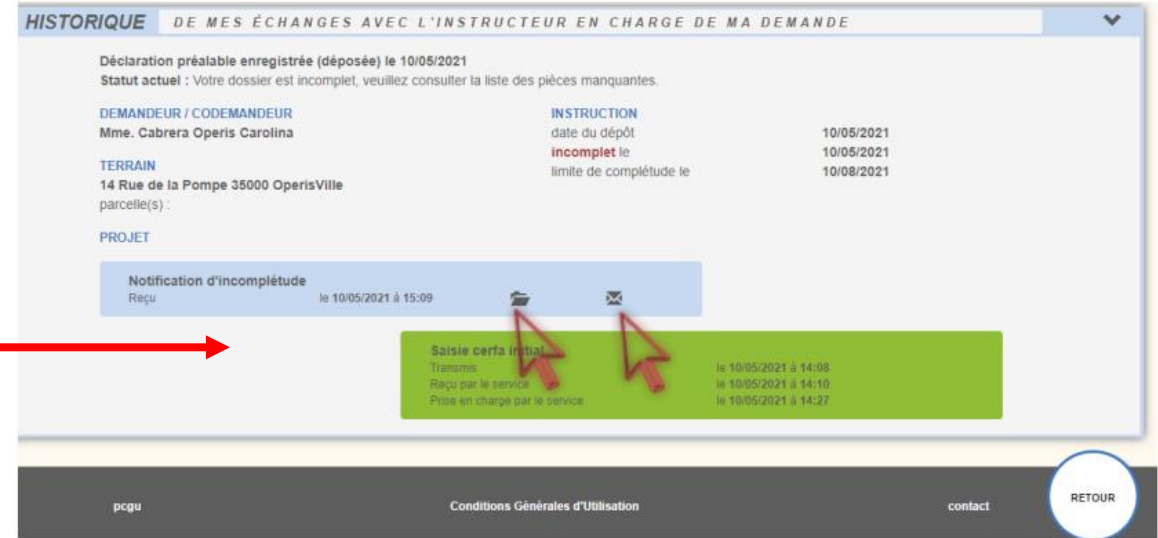 HISTORIQUE DE MES ÉCHANGES AVEC L'INSTRUCTEUR EN CHARGE DE MA DEMANDE
Déclaration préalable enregistrée (déposée) le 10/05/2021
Statut actuel : Votre dossier est incomplet, veuillez consulter la liste des pièces manquantes.
DEMANDEUR / CODEMANDEUR
Mme. Cabrera Operis Carolina
TERRAIN
14 Rue de la Pompe 35000 OperisVille
parcelle(s) :
PROJET
INSTRUCTION
date du dépôt 10/05/2021
incomplet le 10/05/2021
limite de complétude le 10/08/2021
Notification d'incomplétude
Reçu le 10/05/2021 à 15:09
Saisie cerfa initial
Transmis le 10/05/2021 à 14:08
Reçu par le service le 10/05/2021 à 14:10
Prise en charge par le service le 10/05/2021 à 14:27
pcgu Conditions Générales d'Utilisation contact RETOUR